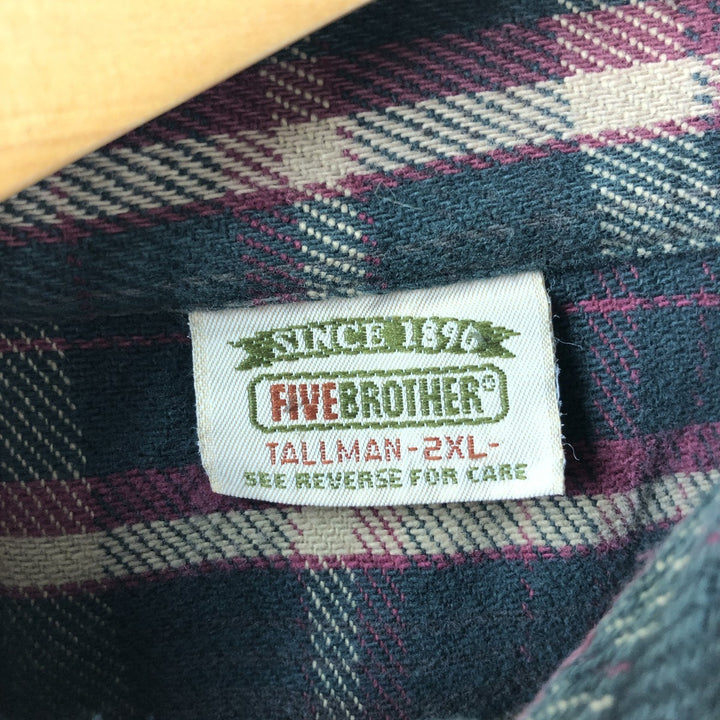 SINCE 1896
FIVEBROTHER®
TALLMAN -2XL-
SEE REVERSE FOR CARE